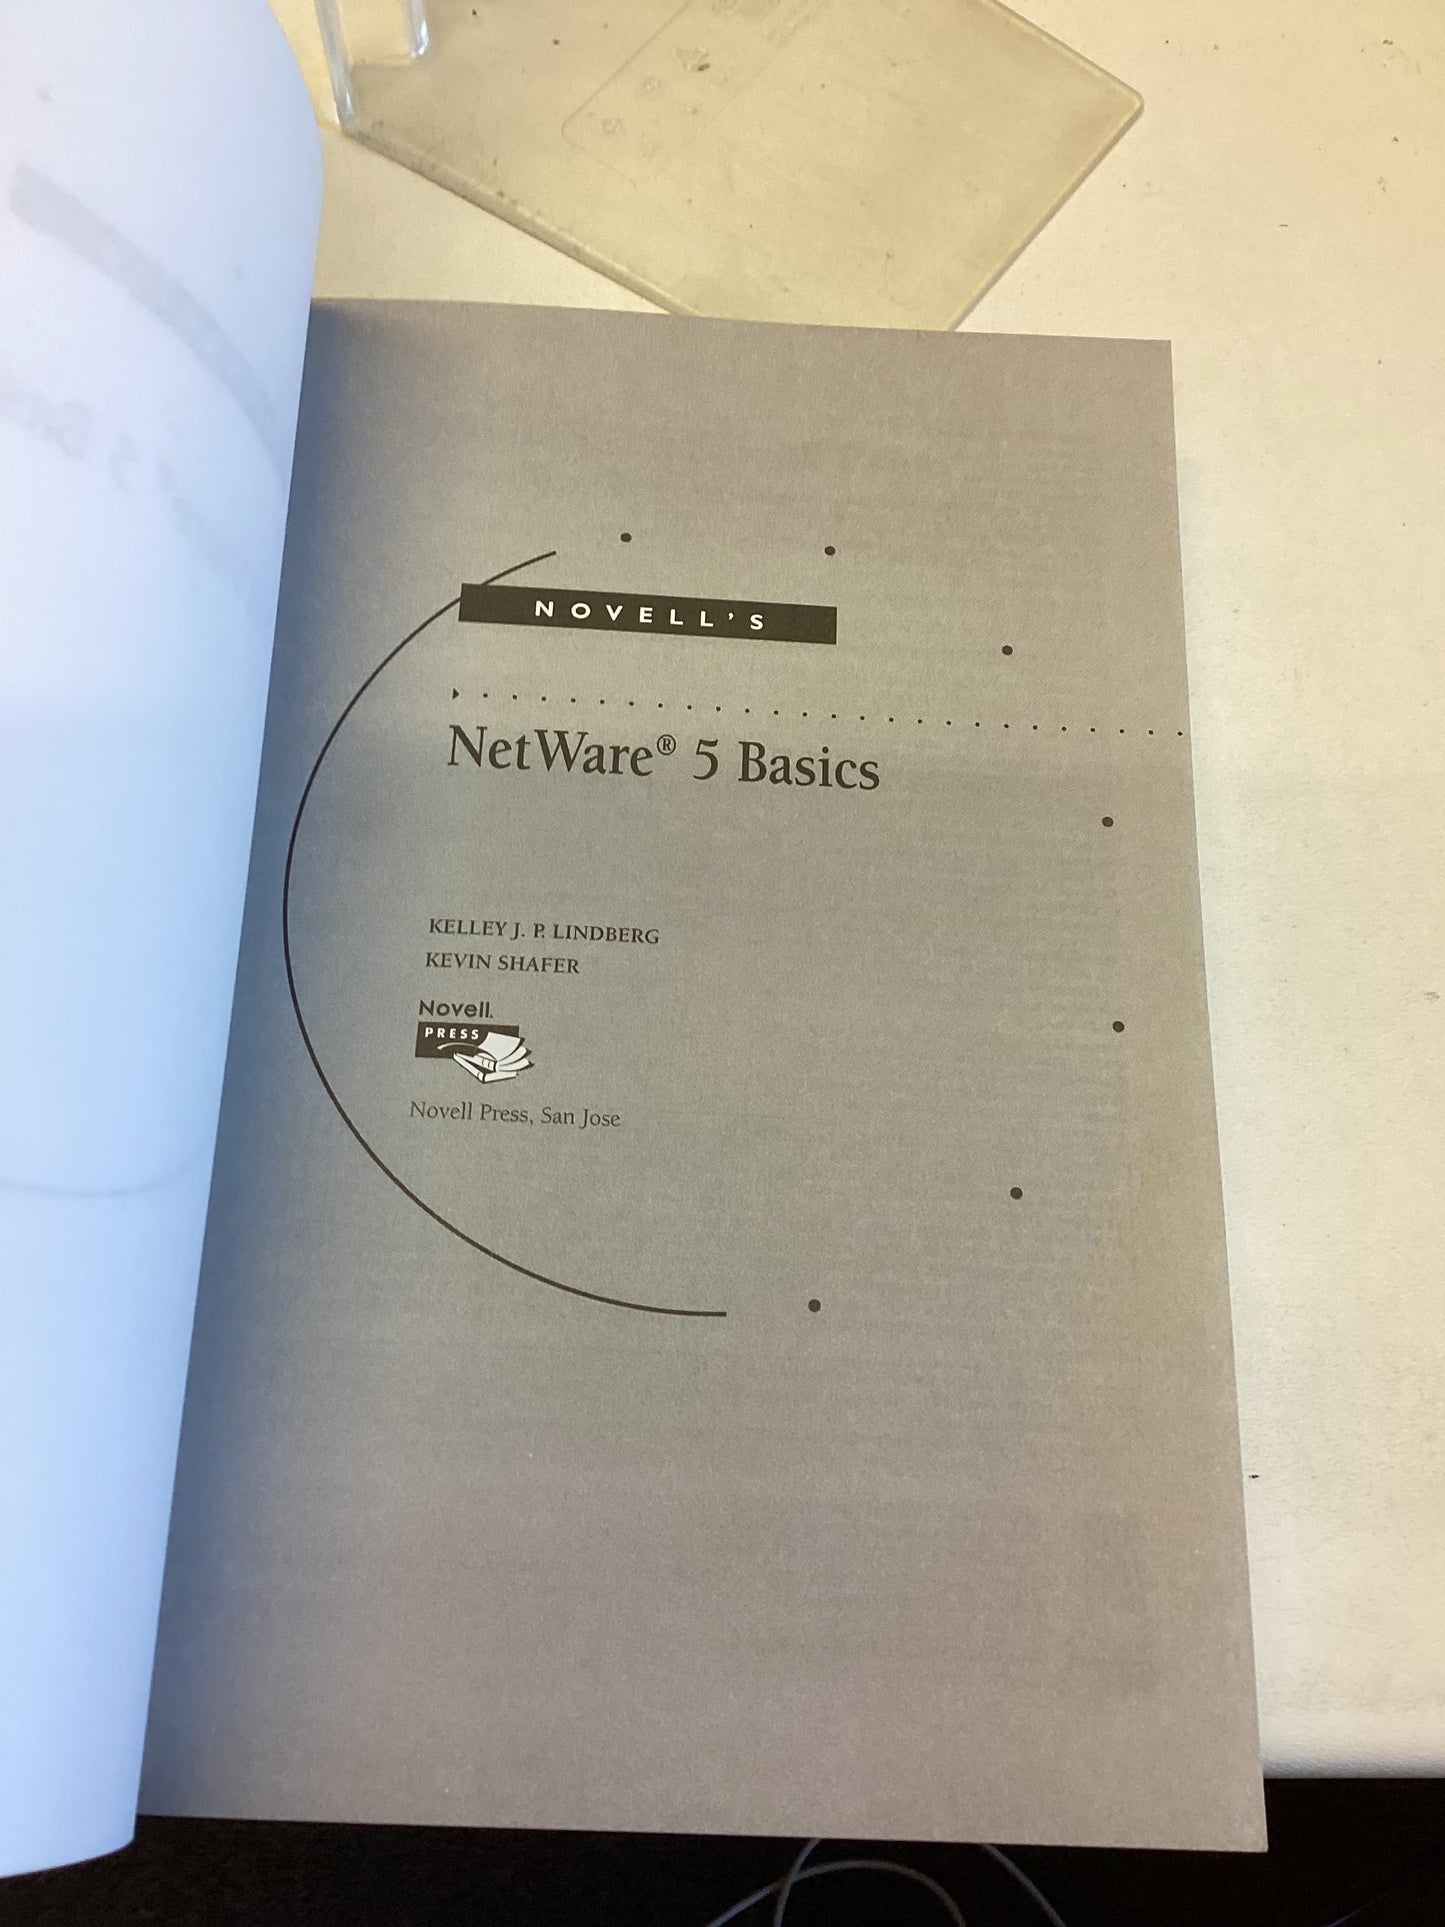 NOVELL'S
NetWare® 5 Basics
KELLEY J. P. LINDBERG
KEVIN SHAFER
Novell.
PRESS
Novell Press, San Jose